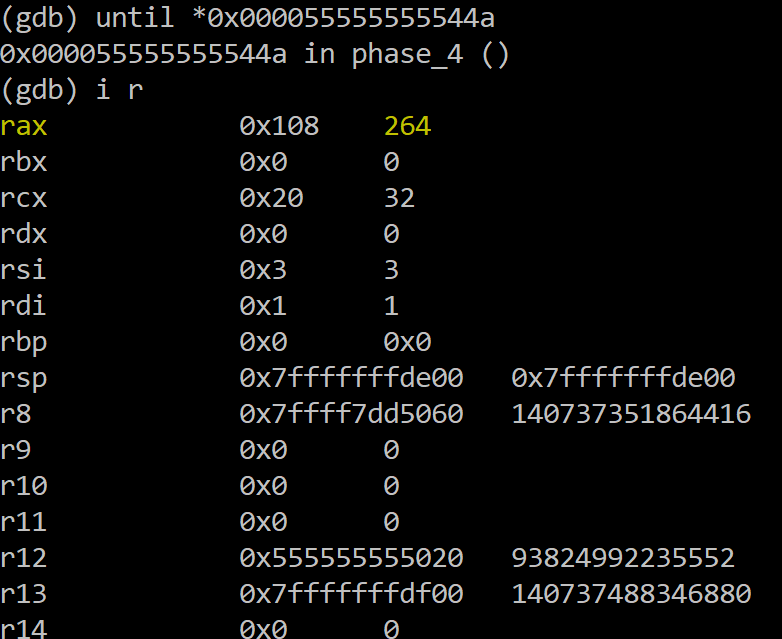 (gdb) until *0x000055555555544a
0x000055555555544a in phase_4 ()
(gdb) i r
rax 0x108 264
rbx 0x0 0
rcx 0x20 32
rdx 0x0 0
rsi 0x3 3
rdi 0x1 1
rbp 0x0 0x0
rsp 0x7fffffffde00 0x7fffffffde00
r8 0x7ffff7dd5060 140737351864416
r9 0x0 0
r10 0x0 0
r11 0x0 0
r12 0x555555555020 93824992235552
r13 0x7fffffffdf00 140737488346880
r14 0x0 0